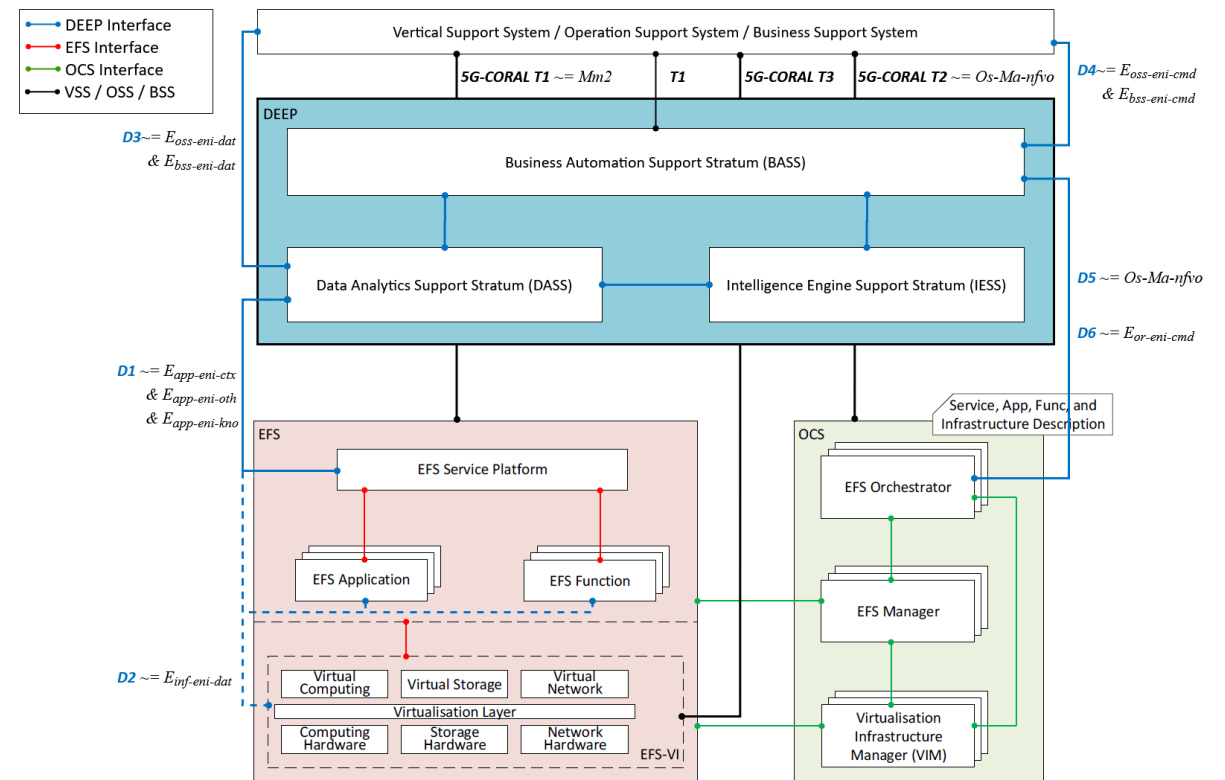 DEEP Interface
EFS Interface
OCS Interface
VSS / OSS / BSS
Vertical Support System / Operation Support System / Business Support System
5G-CORAL T1 ~= Mm2
T1
5G-CORAL T3
5G-CORAL T2 ~= Os-Ma-nfvo
D4~= Eoss-eni-cmd
& Ebss-eni-cmd
DEEP
D3~= Eoss-eni-dat
& Ebss-eni-dat
Business Automation Support Stratum (BASS)
Data Analytics Support Stratum (DASS)
Intelligence Engine Support Stratum (IESS)
D5 ~= Os-Ma-nfvo
D6 ~= Eor-eni-cmd
D1 ~= Eapp-eni-ctx
& Eapp-eni-oth
& Eapp-eni-kno
Service, App, Func, and
Infrastructure Description
EFS
OCS
EFS Service Platform
EFS Orchestrator
EFS Application
EFS Function
EFS Manager
D2 ~= Einf-eni-dat
Virtual
Computing
Virtual Storage
Virtual
Network
Virtualisation Layer
Computing
Hardware
Storage
Hardware
Network
Hardware
EFS-VI
Virtualisation
Infrastructure
Manager (VIM)